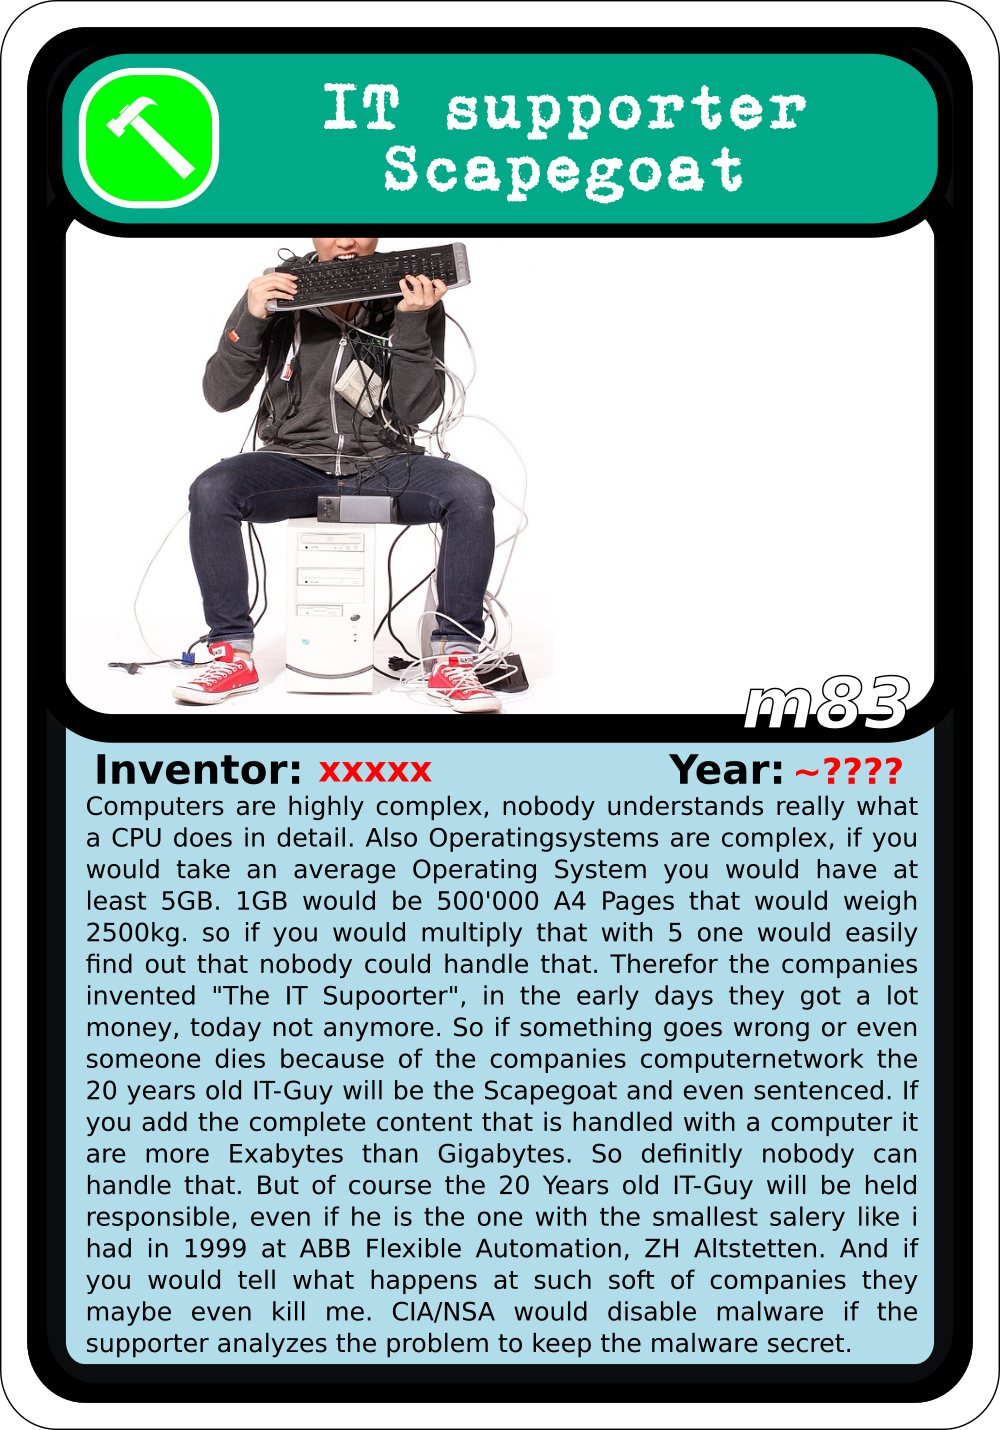 IT supporter
Scapegoat
m83
Inventor: xxxxx Year: ~????
Computers are highly complex, nobody understands really what
a CPU does in detail. Also Operatingsystems are complex, if you
would take an average Operating System you would have at
least 5GB. 1GB would be 500'000 A4 Pages that would weigh
2500kg. so if you would multiply that with 5 one would easily
find out that nobody could handle that. Therefor the companies
invented "The IT Supoorter", in the early days they got a lot
money, today not anymore. So if something goes wrong or even
someone dies because of the companies computernetwork the
20 years old IT-Guy will be the Scapegoat and even sentenced. If
you add the complete content that is handled with a computer it
are more Exabytes than Gigabytes. So definitly nobody can
handle that. But of course the 20 Years old IT-Guy will be held
responsible, even if he is the one with the smallest salery like i
had in 1999 at ABB Flexible Automation, ZH Altstetten. And if
you would tell what happens at such soft of companies they
maybe even kill me. CIA/NSA would disable malware if the
supporter analyzes the problem to keep the malware secret.